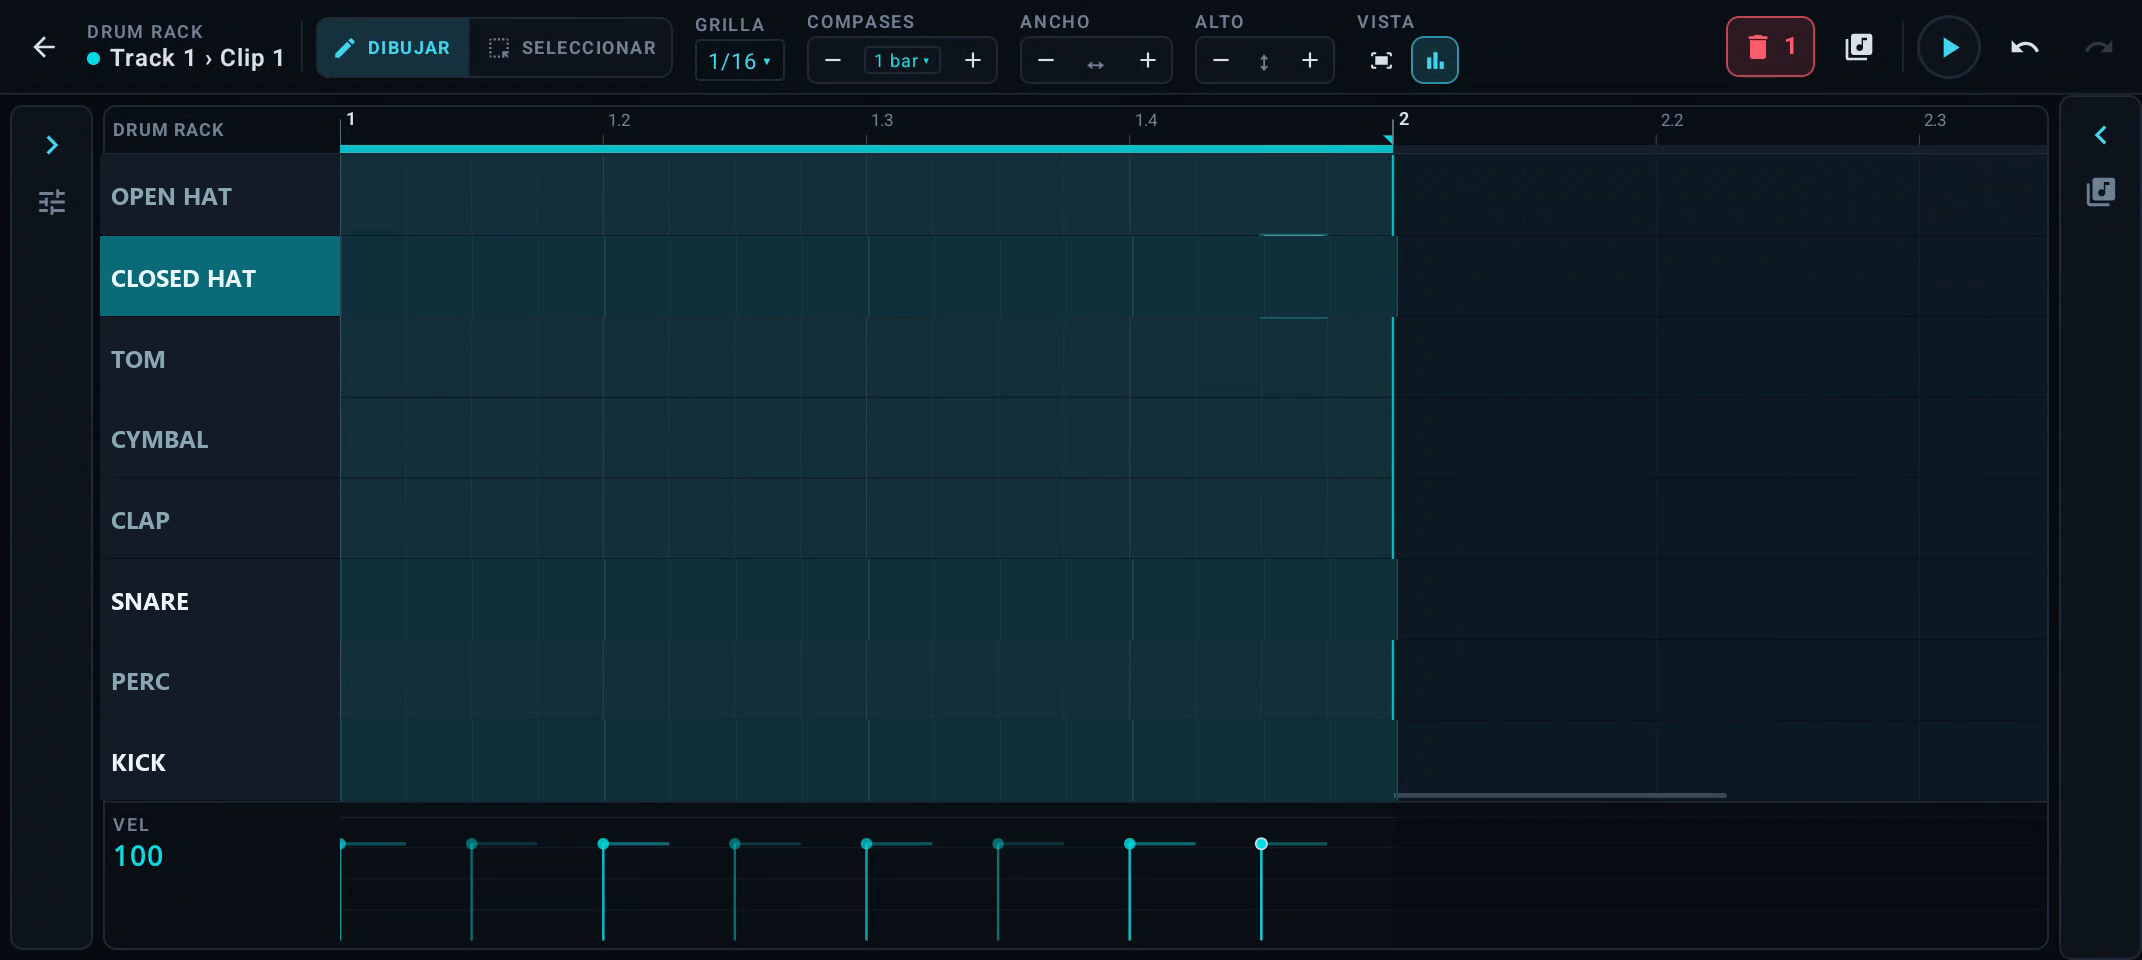 DRUM RACK
Track 1 › Clip 1
DIBUJAR
SELECCIONAR
GRILLA
1/16
COMPASES
1 bar
ANCHO
ALTO
VISTA
1
DRUM RACK
1
1.2
1.3
1.4
2
2.2
2.3
OPEN HAT
CLOSED HAT
TOM
CYMBAL
CLAP
SNARE
PERC
KICK
VEL
100